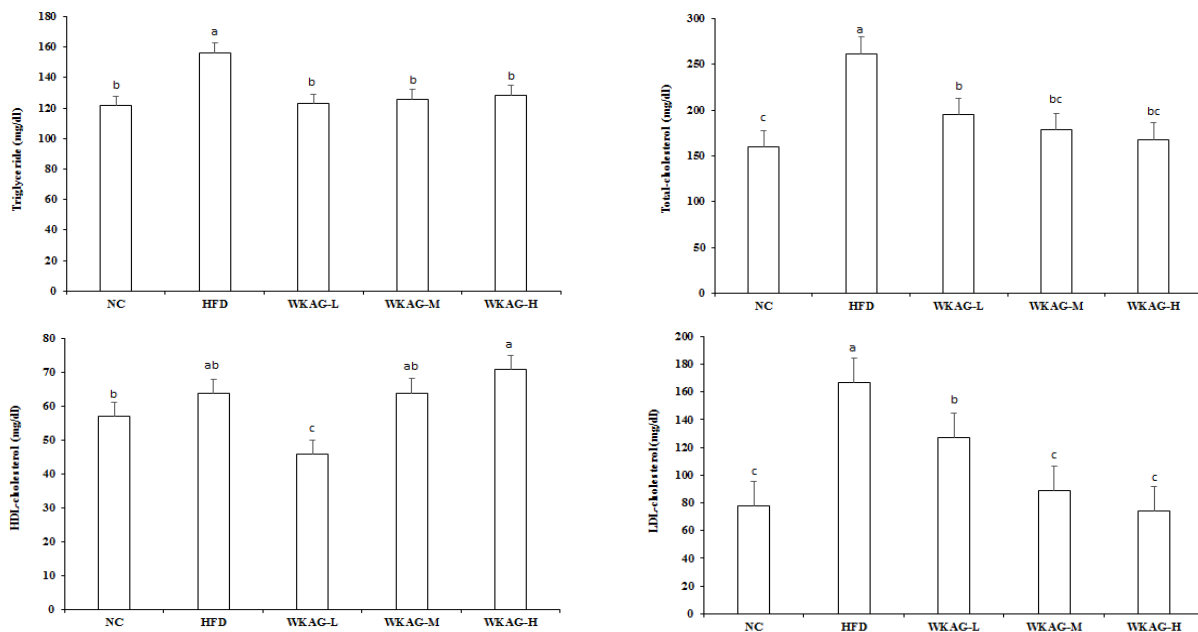 Triglyceride (mg/dl)
180
160
140
120
100
80
60
40
20
0
b
a
b
b
b
NC
HFD
WKAG-L
WKAG-M
WKAG-H
Total-cholesterol (mg/dl)
300
250
200
150
100
50
0
c
a
b
bc
bc
NC
HFD
WKAG-L
WKAG-M
WKAG-H
HDL-cholesterol (mg/dl)
80
70
60
50
40
30
20
10
0
b
ab
c
ab
a
NC
HFD
WKAG-L
WKAG-M
WKAG-H
LDL-cholesterol(mg/dl)
200
180
160
140
120
100
80
60
40
20
0
c
a
b
c
c
NC
HFD
WKAG-L
WKAG-M
WKAG-H